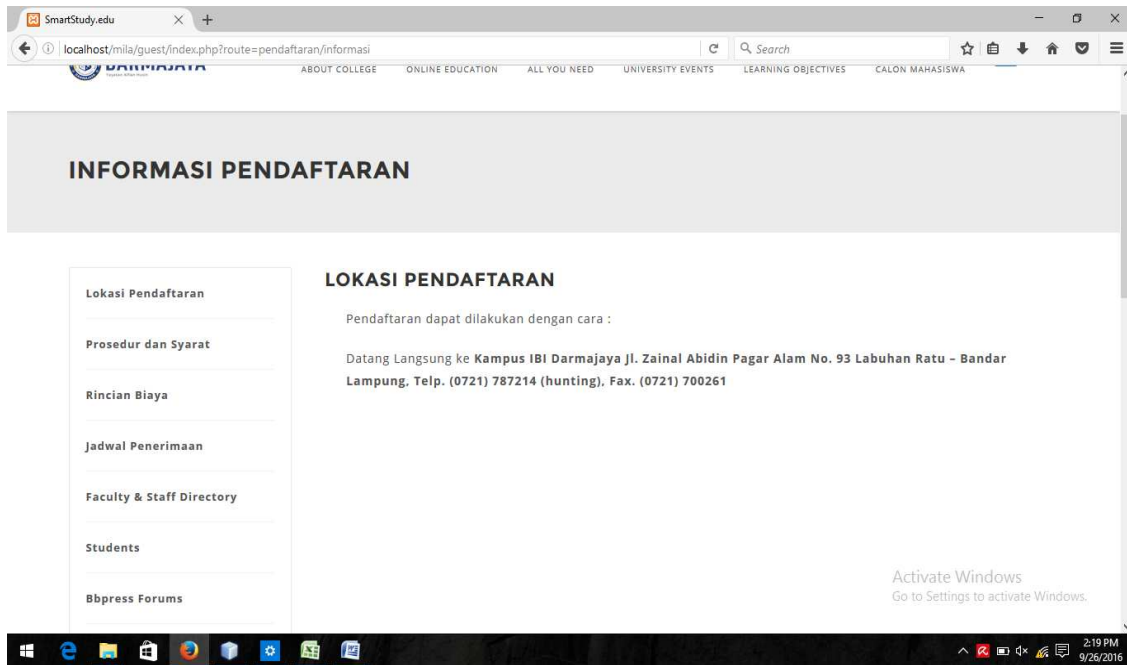 SmartStudy.edu
localhost/mila/guest/index.php?route=pendaftaran/informasi
Search
DARMAJAYA
ABOUT COLLEGE ONLINE EDUCATION ALL YOU NEED UNIVERSITY EVENTS LEARNING OBJECTIVES CALON MAHASISWA
INFORMASI PENDAFTARAN
Lokasi Pendaftaran
Prosedur dan Syarat
Rincian Biaya
Jadwal Penerimaan
Faculty & Staff Directory
Students
Bbpress Forums
LOKASI PENDAFTARAN
Pendaftaran dapat dilakukan dengan cara :
Datang Langsung ke Kampus IBI Darmajaya Jl. Zainal Abidin Pagar Alam No. 93 Labuhan Ratu – Bandar
Lampung, Telp. (0721) 787214 (hunting), Fax. (0721) 700261
Activate Windows
Go to Settings to activate Windows.
2:19 PM
9/26/2016